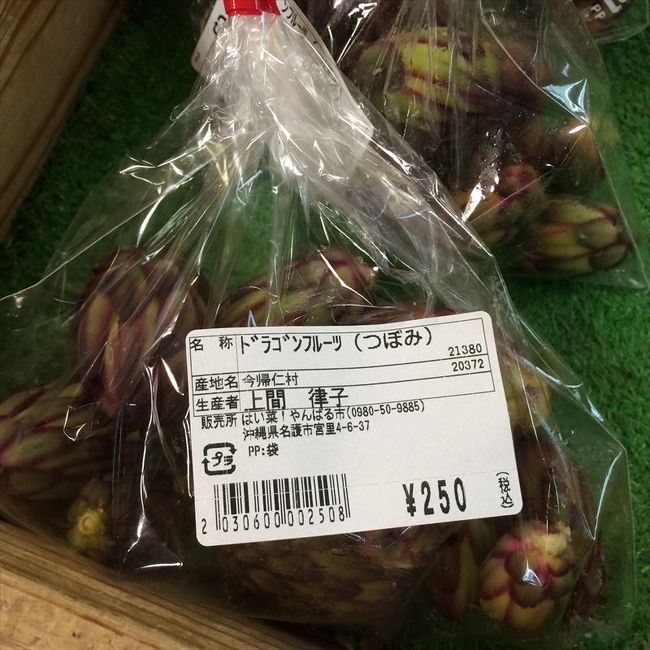 名 称 ﾄﾞﾗｺﾞﾝﾌﾙｰﾂ（つぼみ）
21380
産地名 今帰仁村 20372
生産者 上間 律子
販売所 はい菜！やんばる市(0980-50-9885)
沖縄県名護市宮里4-6-37
プラ PP:袋
¥250 (税込)
2 030600 002508